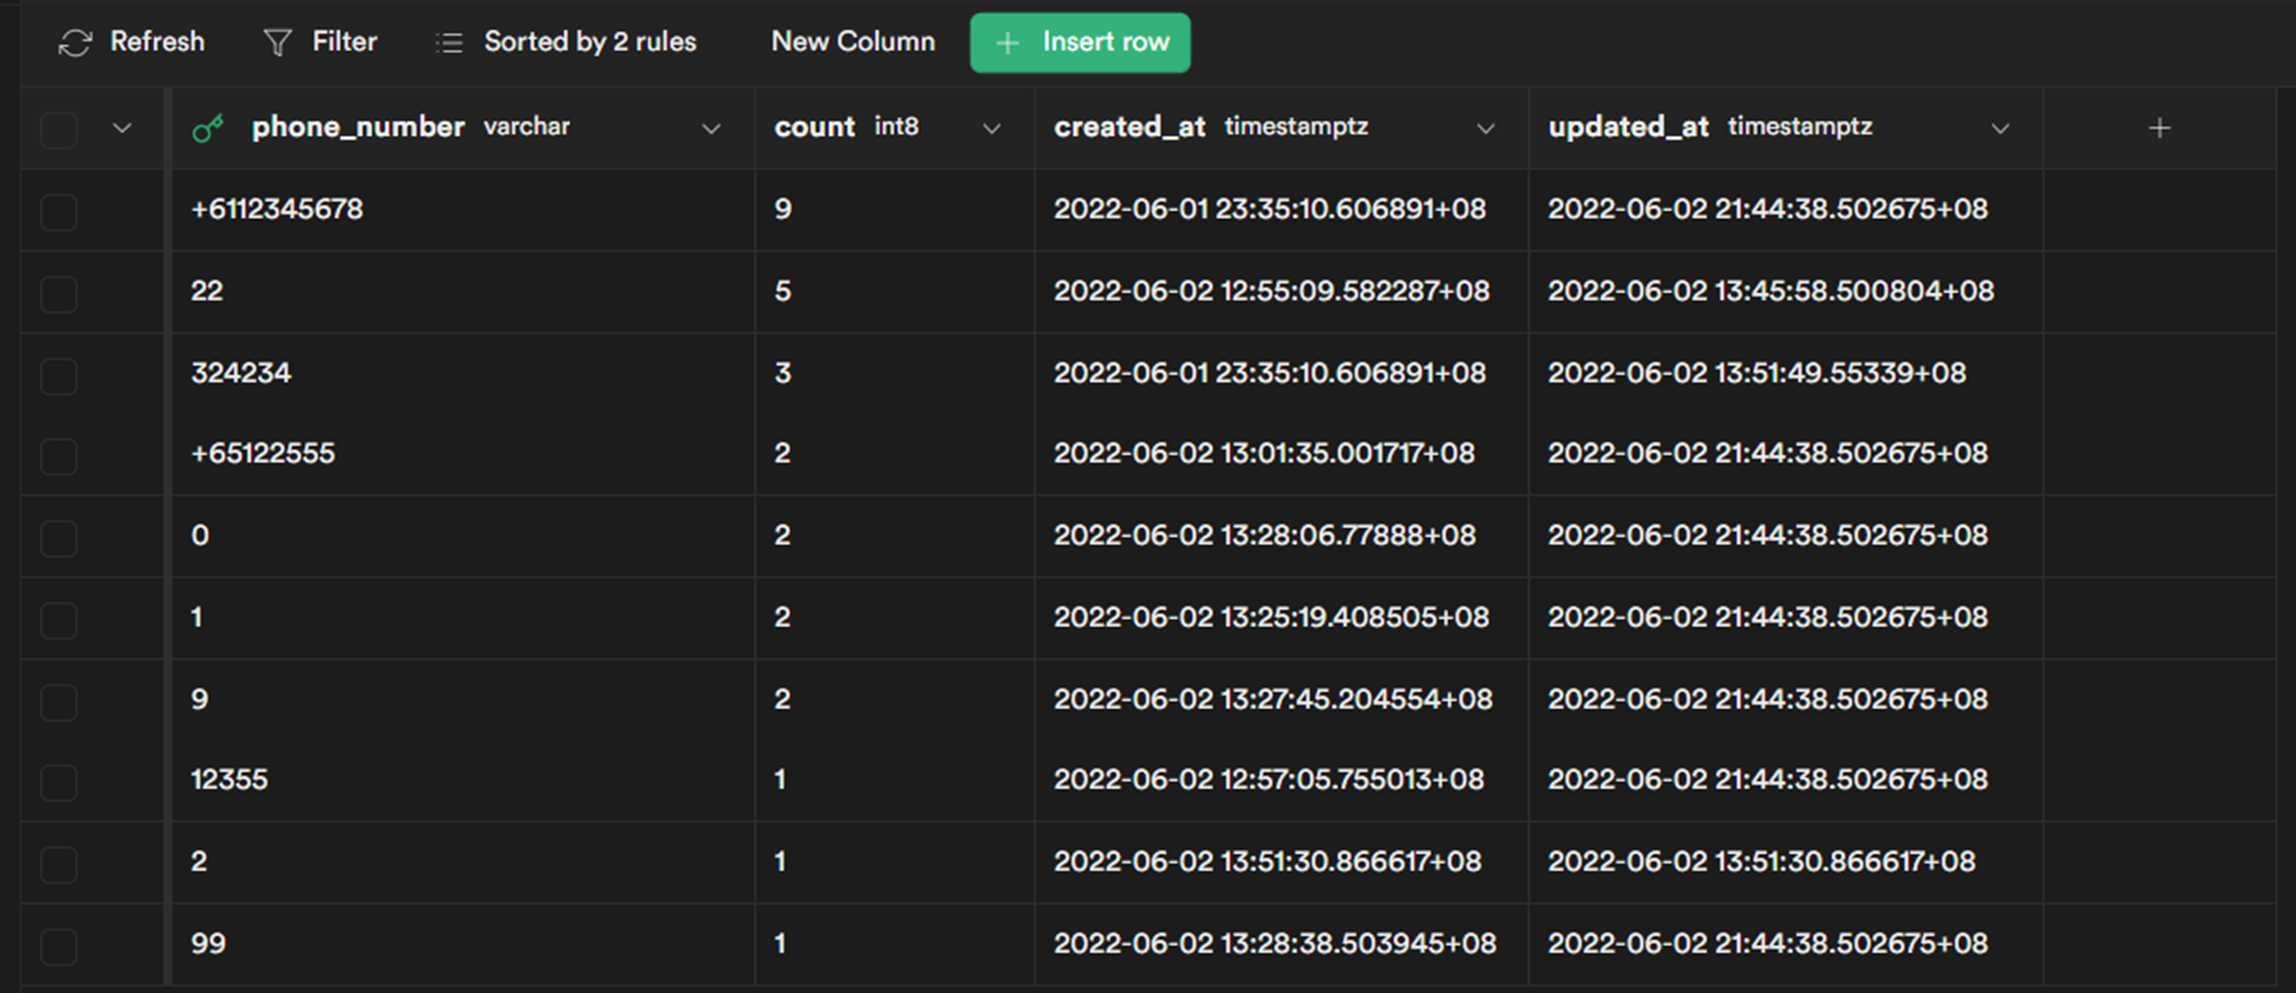 Refresh Filter Sorted by 2 rules New Column + Insert row
phone_number varchar count int8 created_at timestamptz updated_at timestamptz +
+6112345678 9 2022-06-01 23:35:10.606891+08 2022-06-02 21:44:38.502675+08
22 5 2022-06-02 12:55:09.582287+08 2022-06-02 13:45:58.500804+08
324234 3 2022-06-01 23:35:10.606891+08 2022-06-02 13:51:49.55339+08
+65122555 2 2022-06-02 13:01:35.001717+08 2022-06-02 21:44:38.502675+08
0 2 2022-06-02 13:28:06.77888+08 2022-06-02 21:44:38.502675+08
1 2 2022-06-02 13:25:19.408505+08 2022-06-02 21:44:38.502675+08
9 2 2022-06-02 13:27:45.204554+08 2022-06-02 21:44:38.502675+08
12355 1 2022-06-02 12:57:05.755013+08 2022-06-02 21:44:38.502675+08
2 1 2022-06-02 13:51:30.866617+08 2022-06-02 13:51:30.866617+08
99 1 2022-06-02 13:28:38.503945+08 2022-06-02 21:44:38.502675+08